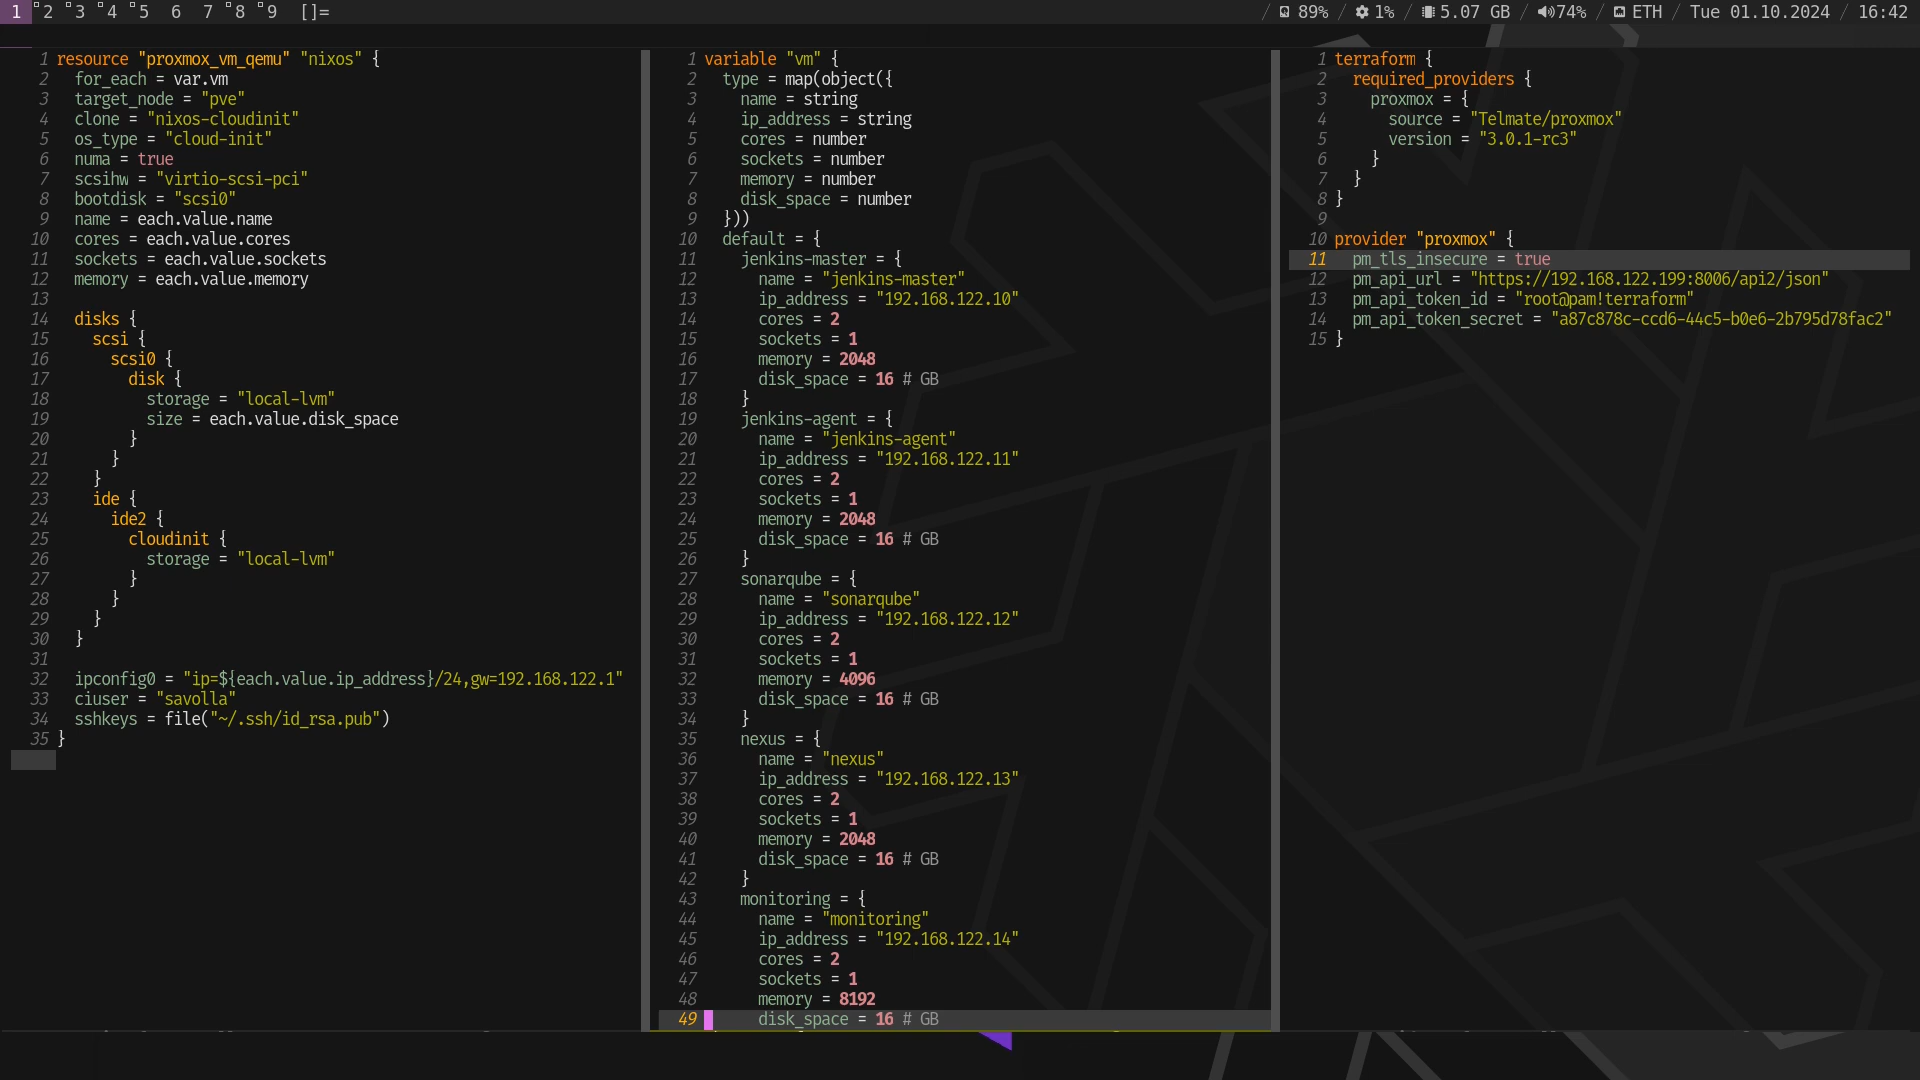 1 2 3 4 5 6 7 8 9 []= / 89% / 1% / 5.07 GB / 74% / ETH / Tue 01.10.2024 / 16:42
1 resource "proxmox_vm_qemu" "nixos" {
2 for_each = var.vm
3 target_node = "pve"
4 clone = "nixos-cloudinit"
5 os_type = "cloud-init"
6 numa = true
7 scsihw = "virtio-scsi-pci"
8 bootdisk = "scsi0"
9 name = each.value.name
10 cores = each.value.cores
11 sockets = each.value.sockets
12 memory = each.value.memory
13
14 disks {
15 scsi {
16 scsi0 {
17 disk {
18 storage = "local-lvm"
19 size = each.value.disk_space
20 }
21 }
22 }
23 ide {
24 ide2 {
25 cloudinit {
26 storage = "local-lvm"
27 }
28 }
29 }
30 }
31
32 ipconfig0 = "ip=${each.value.ip_address}/24,gw=192.168.122.1"
33 ciuser = "savolla"
34 sshkeys = file("~/.ssh/id_rsa.pub")
35 }
1 variable "vm" {
2 type = map(object({
3 name = string
4 ip_address = string
5 cores = number
6 sockets = number
7 memory = number
8 disk_space = number
9 }))
10 default = {
11 jenkins-master = {
12 name = "jenkins-master"
13 ip_address = "192.168.122.10"
14 cores = 2
15 sockets = 1
16 memory = 2048
17 disk_space = 16 # GB
18 }
19 jenkins-agent = {
20 name = "jenkins-agent"
21 ip_address = "192.168.122.11"
22 cores = 2
23 sockets = 1
24 memory = 2048
25 disk_space = 16 # GB
26 }
27 sonarqube = {
28 name = "sonarqube"
29 ip_address = "192.168.122.12"
30 cores = 2
31 sockets = 1
32 memory = 4096
33 disk_space = 16 # GB
34 }
35 nexus = {
36 name = "nexus"
37 ip_address = "192.168.122.13"
38 cores = 2
39 sockets = 1
40 memory = 2048
41 disk_space = 16 # GB
42 }
43 monitoring = {
44 name = "monitoring"
45 ip_address = "192.168.122.14"
46 cores = 2
47 sockets = 1
48 memory = 8192
49 disk_space = 16 # GB
1 terraform {
2 required_providers {
3 proxmox = {
4 source = "Telmate/proxmox"
5 version = "3.0.1-rc3"
6 }
7 }
8 }
9
10 provider "proxmox" {
11 pm_tls_insecure = true
12 pm_api_url = "https://192.168.122.199:8006/api2/json"
13 pm_api_token_id = "root@pam!terraform"
14 pm_api_token_secret = "a87c878c-ccd6-44c5-b0e6-2b795d78fac2"
15 }